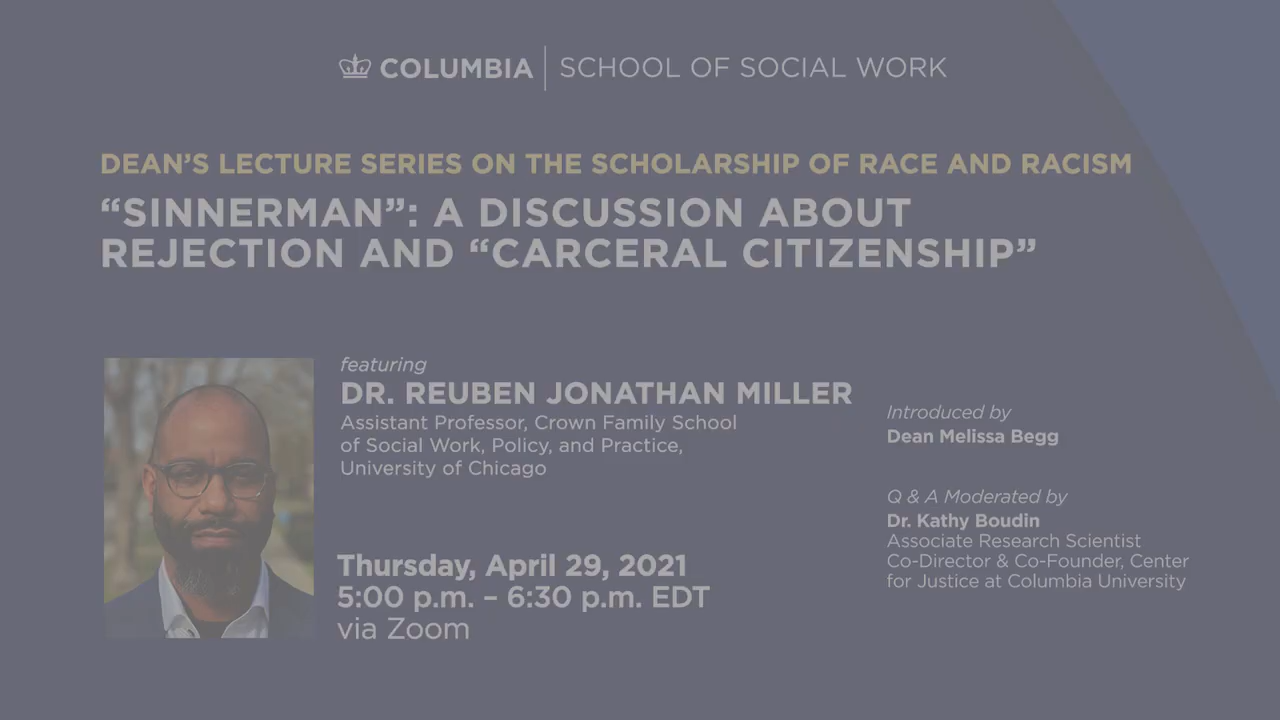 COLUMBIA | SCHOOL OF SOCIAL WORK
DEAN’S LECTURE SERIES ON THE SCHOLARSHIP OF RACE AND RACISM
“SINNERMAN”: A DISCUSSION ABOUT
REJECTION AND “CARCERAL CITIZENSHIP”
featuring
DR. REUBEN JONATHAN MILLER
Assistant Professor, Crown Family School
of Social Work, Policy, and Practice,
University of Chicago
Thursday, April 29, 2021
5:00 p.m. – 6:30 p.m. EDT
via Zoom
Introduced by
Dean Melissa Begg
Q & A Moderated by
Dr. Kathy Boudin
Associate Research Scientist
Co-Director & Co-Founder, Center
for Justice at Columbia University